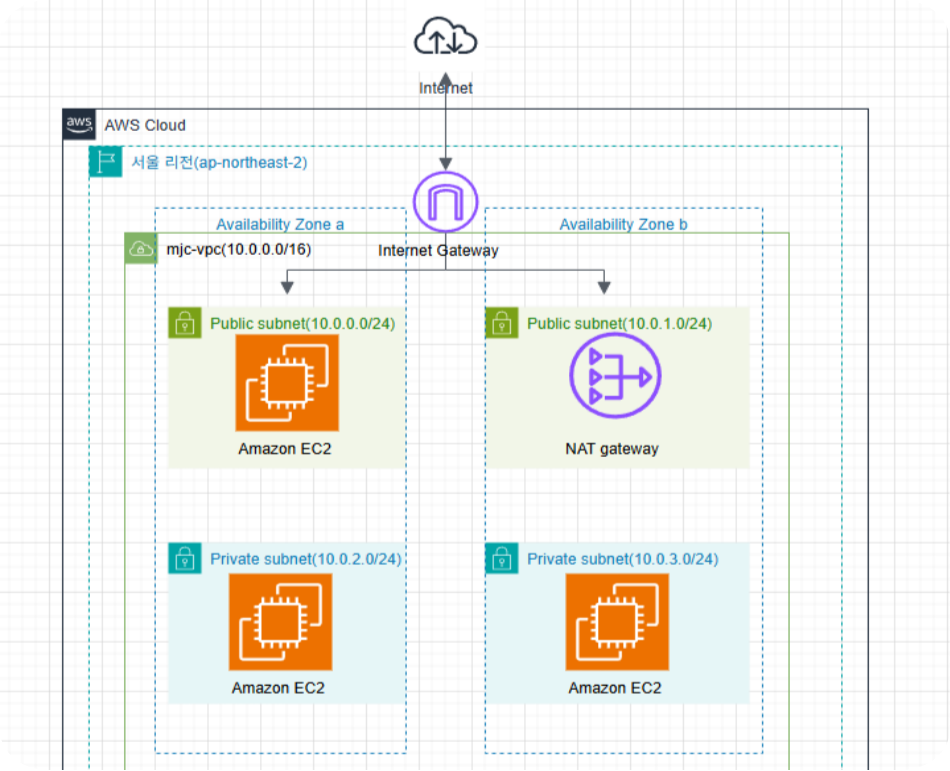 Internet
aws
AWS Cloud
서울 리전(ap-northeast-2)
Availability Zone a
Availability Zone b
mjc-vpc(10.0.0.0/16)
Internet Gateway
Public subnet(10.0.0.0/24)
Public subnet(10.0.1.0/24)
Amazon EC2
NAT gateway
Private subnet(10.0.2.0/24)
Private subnet(10.0.3.0/24)
Amazon EC2
Amazon EC2